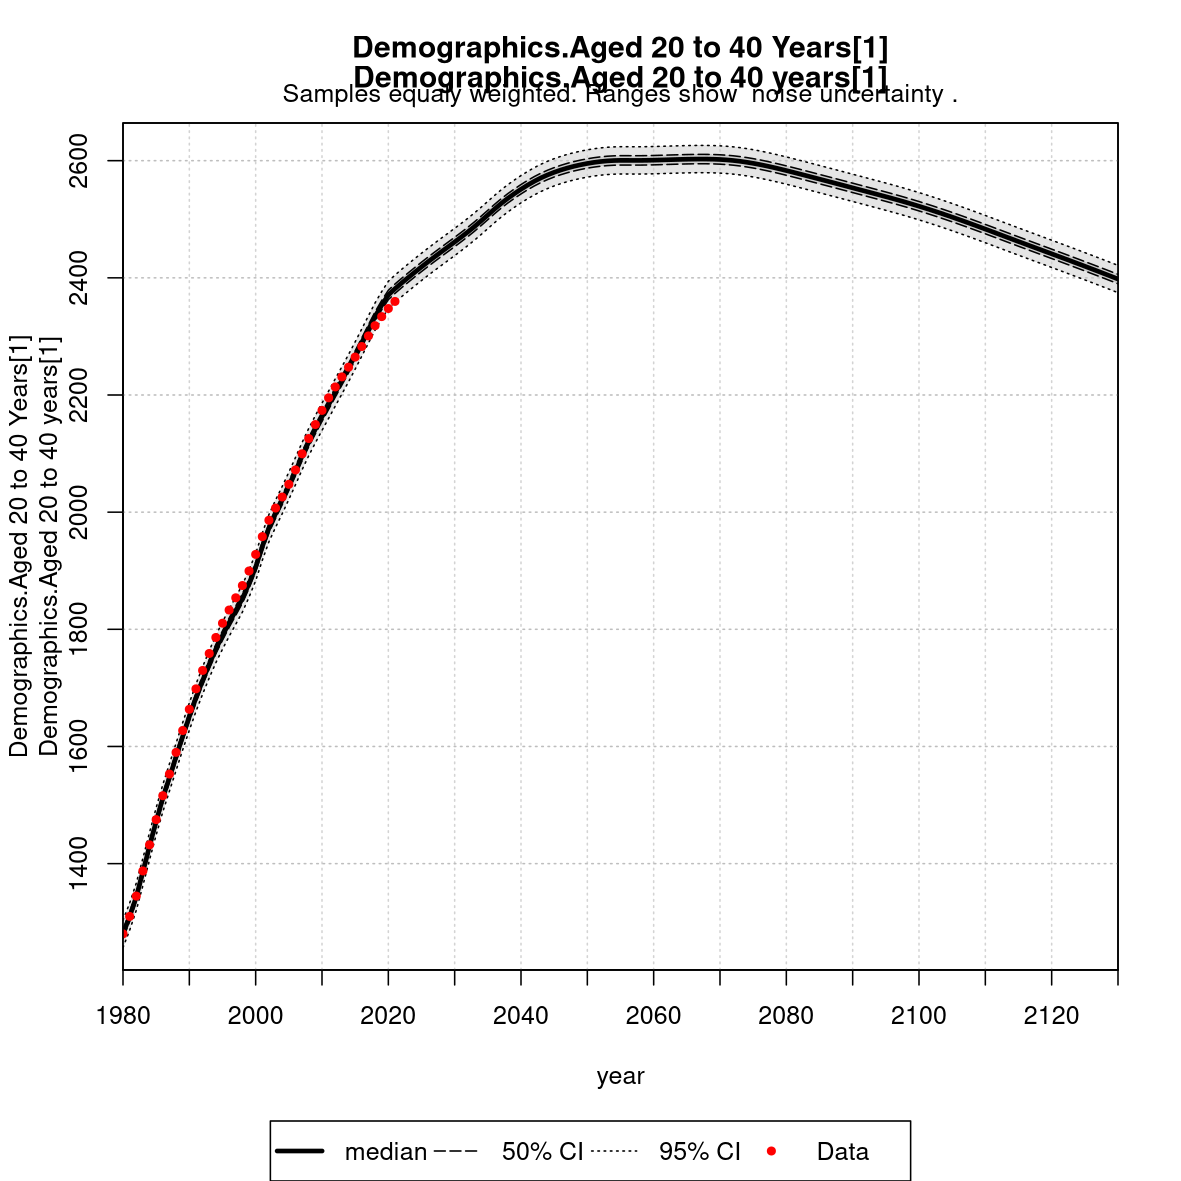 Demographics.Aged 20 to 40 Years[1]
Demographics.Aged 20 to 40 years[1]
Samples equaly weighted. Ranges show  noise uncertainty .
Demographics.Aged 20 to 40 Years[1]
Demographics.Aged 20 to 40 years[1]
2600
2400
2200
2000
1800
1600
1400
1980 2000 2020 2040 2060 2080 2100 2120
year
median 50% CI 95% CI Data